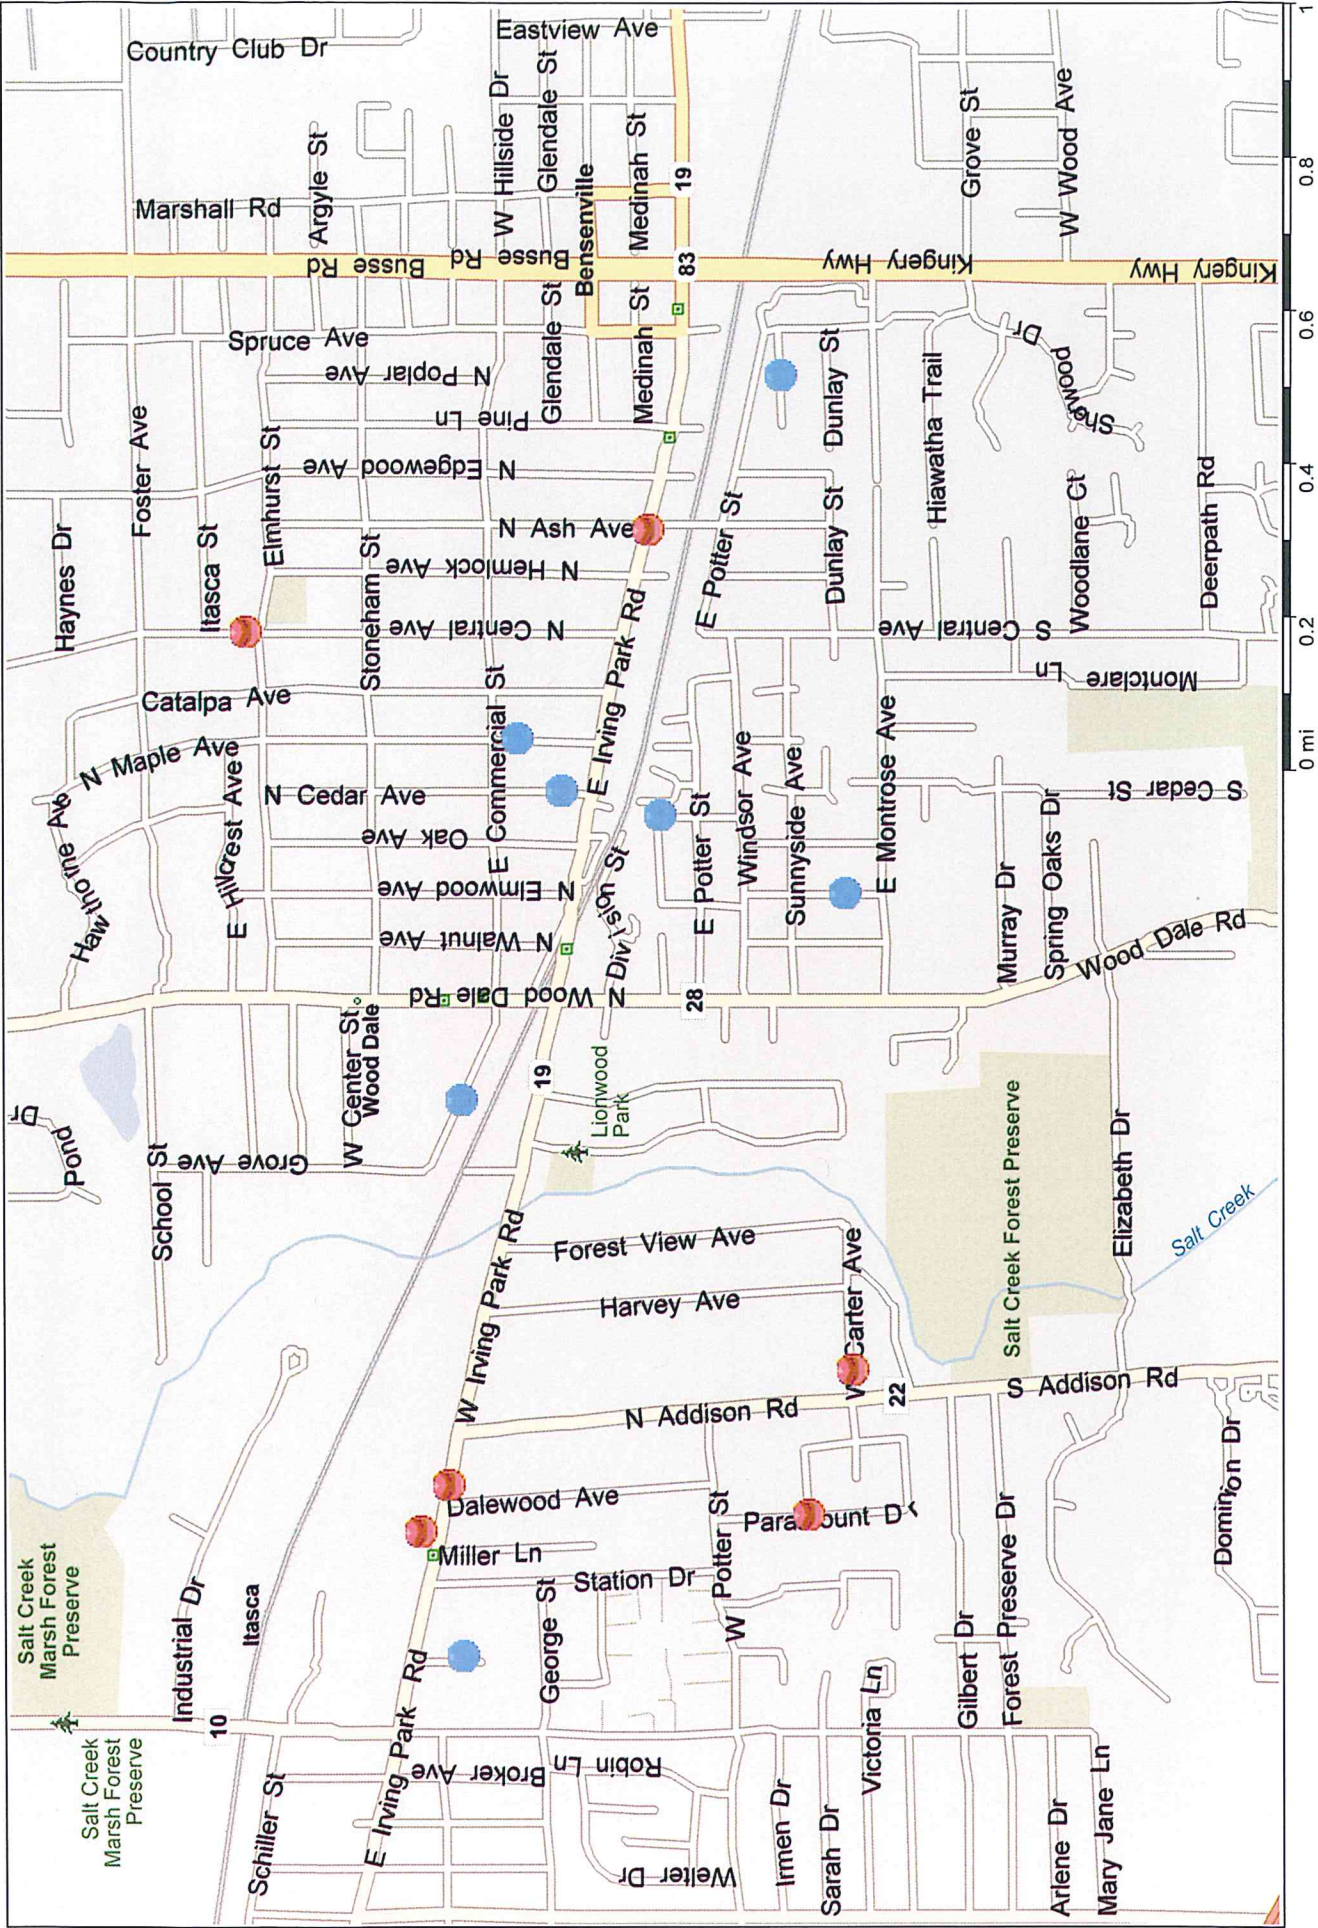 Country Club Dr
Eastview Ave
Glendale St
W Hillside Dr
Medinah St
Grove St
W Wood Ave
Argyle St
Marshall Rd
Bensenville
19
Busse Rd
Busse Rd
83
Kingery Hwy
Kingery Hwy
Kingery
Spruce Ave
N Poplar Ave
Glendale St
Medinah St
Dunlay St
Sherwood Dr
Pine Ln
Foster Ave
Hiawatha Trail
N Edgewood Ave
Elmhurst St
E Potter St
Dunlay St
Woodlane Ct
Deerpath Rd
Haynes Dr
Itasca St
N Ash Ave
N Hemlock Ave
Stoneham St
N Central Ave
S Central Ave
Montclare Ln
Catalpa Ave
E Irving Park Rd
N Maple Ave
E Commercial St
N Cedar Ave
Windsor Ave
Sunnyside Ave
E Montrose Ave
S Cedar St
Hawthorne Ave
E Hillcrest Ave
Oak Ave
N Elmwood Ave
E Potter St
Division St
Murray Dr
Spring Oaks Dr
N Walnut Ave
Wood Dale Rd
N Wood Dale Rd
28
W Center St
Wood Dale
19
Lionwood
Park
Pond Dr
School St
Grove Ave
Salt Creek Forest Preserve
Elizabeth Dr
Salt Creek
Forest View Ave
Harvey Ave
W Carter Ave
W Irving Park Rd
N Addison Rd
22
S Addison Rd
Dalewood Ave
Miller Ln
Station Dr
W Potter St
Paramount Dr
Dominion Dr
Salt Creek
Marsh Forest
Preserve
Industrial Dr
Itasca
George St
Gilbert Dr
Forest Preserve Dr
10
E Irving Park Rd
Victoria Ln
Salt Creek
Marsh Forest
Preserve
Schiller St
Broker Ave
Robin Ln
Welter Dr
Irmen Dr
Sarah Dr
Arlene Dr
Mary Jane Ln
0 mi
0.2
0.4
0.6
0.8
1